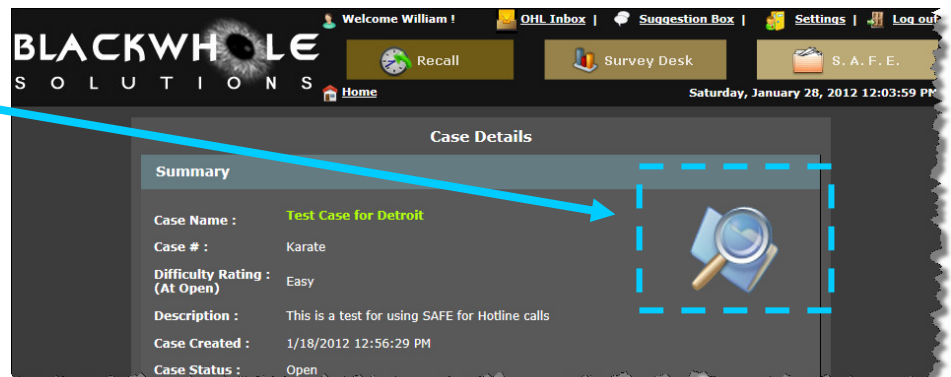 Welcome William ! OHL Inbox | Suggestion Box | Settings | Log out
BLACKWHOLE
SOLUTIONS
Recall
Survey Desk
S. A. F. E.
Home
Saturday, January 28, 2012 12:03:59 PM
Case Details
Summary
Case Name : Test Case for Detroit
Case # : Karate
Difficulty Rating : (At Open) Easy
Description : This is a test for using SAFE for Hotline calls
Case Created : 1/18/2012 12:56:29 PM
Case Status : Open